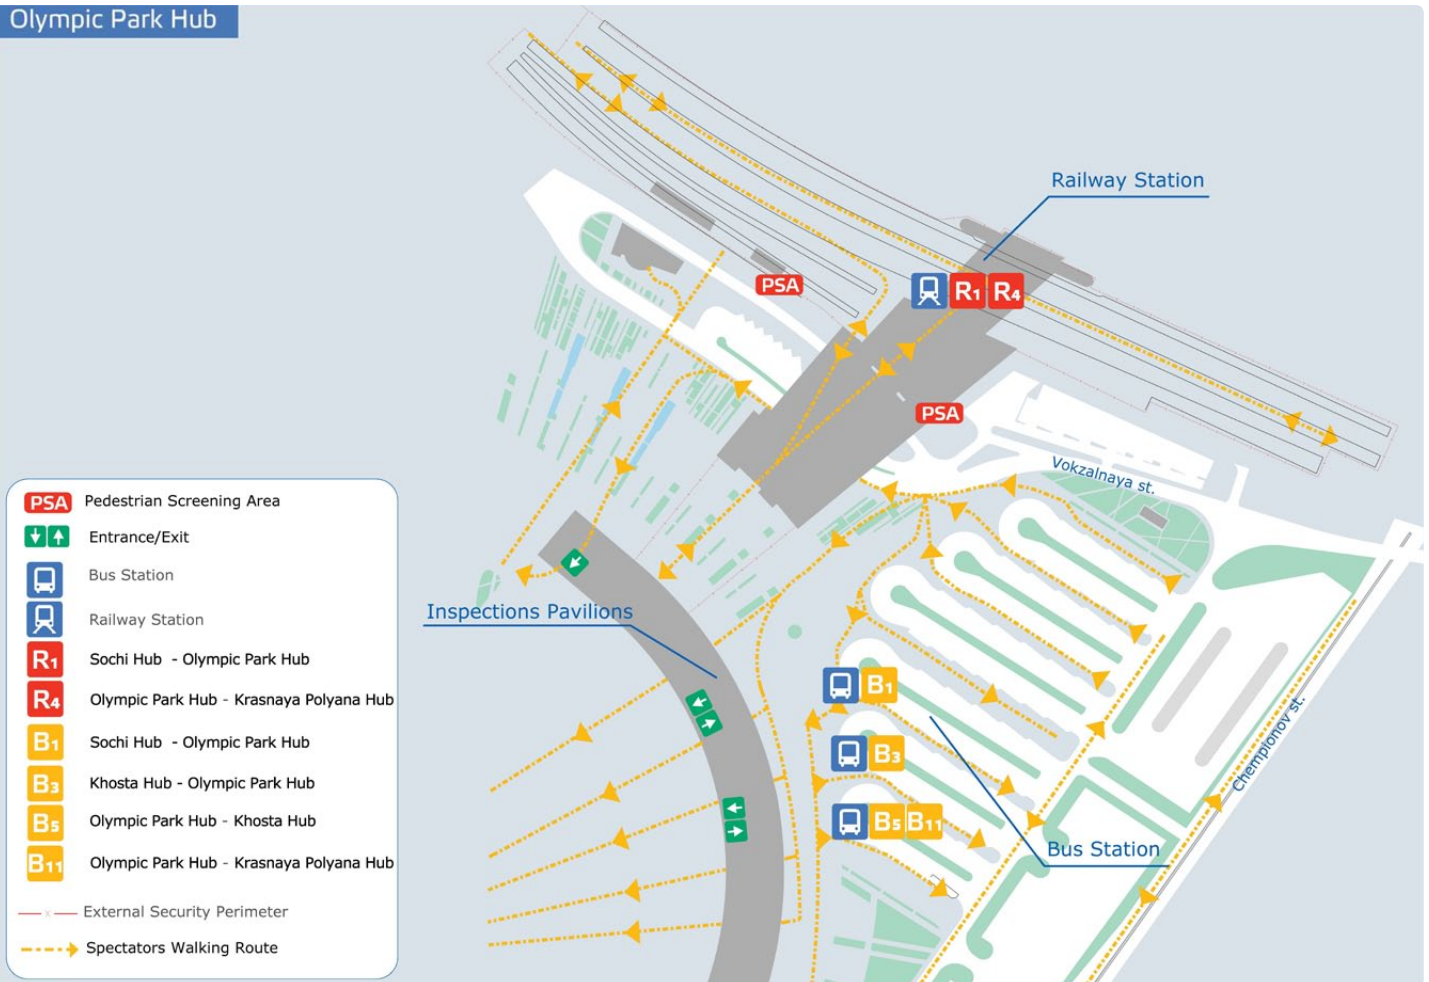 Olympic Park Hub
Railway Station
PSA
R1
R4
PSA
Vokzalnaya st.
Inspections Pavilions
B1
B3
B5
B11
Chempionov st.
Bus Station
PSA Pedestrian Screening Area
Entrance/Exit
Bus Station
Railway Station
R1 Sochi Hub - Olympic Park Hub
R4 Olympic Park Hub - Krasnaya Polyana Hub
B1 Sochi Hub - Olympic Park Hub
B3 Khosta Hub - Olympic Park Hub
B5 Olympic Park Hub - Khosta Hub
B11 Olympic Park Hub - Krasnaya Polyana Hub
External Security Perimeter
Spectators Walking Route